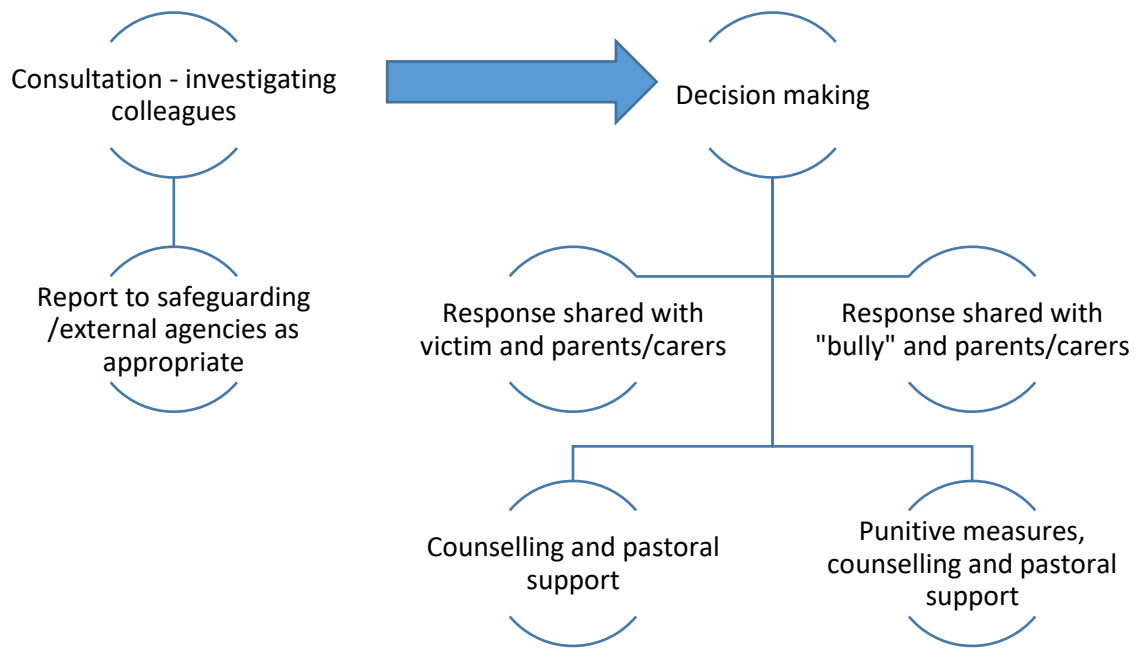 Consultation - investigating
colleagues
Decision making
Report to safeguarding
/external agencies as
appropriate
Response shared with
victim and parents/carers
Response shared with
"bully" and parents/carers
Counselling and pastoral
support
Punitive measures,
counselling and pastoral
support